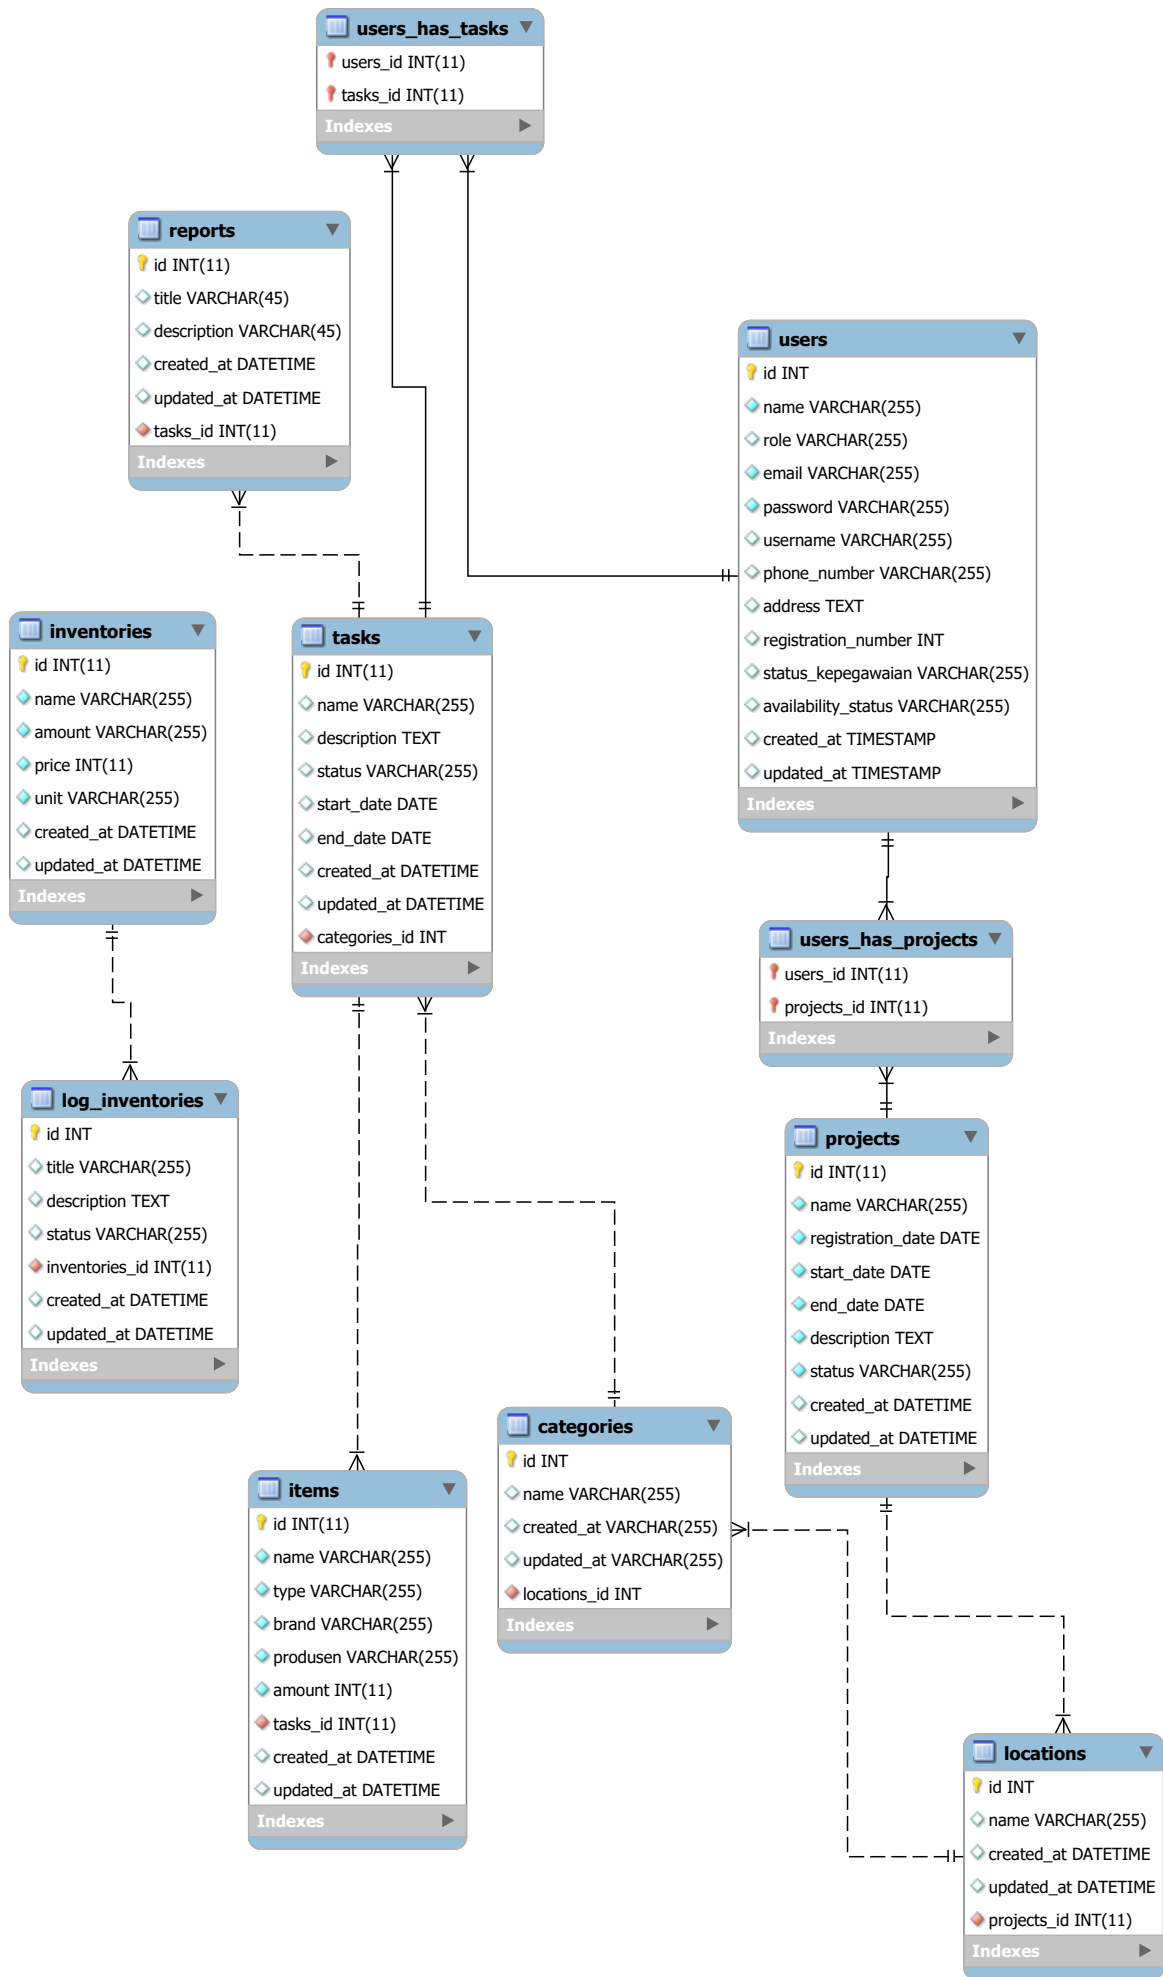 users_has_tasks
users_id INT(11)
tasks_id INT(11)
Indexes
reports
id INT(11)
title VARCHAR(45)
description VARCHAR(45)
created_at DATETIME
updated_at DATETIME
tasks_id INT(11)
Indexes
users
id INT
name VARCHAR(255)
role VARCHAR(255)
email VARCHAR(255)
password VARCHAR(255)
username VARCHAR(255)
phone_number VARCHAR(255)
address TEXT
registration_number INT
status_kepegawaian VARCHAR(255)
availability_status VARCHAR(255)
created_at TIMESTAMP
updated_at TIMESTAMP
Indexes
inventories
id INT(11)
name VARCHAR(255)
amount VARCHAR(255)
price INT(11)
unit VARCHAR(255)
created_at DATETIME
updated_at DATETIME
Indexes
tasks
id INT(11)
name VARCHAR(255)
description TEXT
status VARCHAR(255)
start_date DATE
end_date DATE
created_at DATETIME
updated_at DATETIME
categories_id INT
Indexes
users_has_projects
users_id INT(11)
projects_id INT(11)
Indexes
log_inventories
id INT
title VARCHAR(255)
description TEXT
status VARCHAR(255)
inventories_id INT(11)
created_at DATETIME
updated_at DATETIME
Indexes
projects
id INT(11)
name VARCHAR(255)
registration_date DATE
start_date DATE
end_date DATE
description TEXT
status VARCHAR(255)
created_at DATETIME
updated_at DATETIME
Indexes
categories
id INT
name VARCHAR(255)
created_at VARCHAR(255)
updated_at VARCHAR(255)
locations_id INT
Indexes
items
id INT(11)
name VARCHAR(255)
type VARCHAR(255)
brand VARCHAR(255)
produsen VARCHAR(255)
amount INT(11)
tasks_id INT(11)
created_at DATETIME
updated_at DATETIME
Indexes
locations
id INT
name VARCHAR(255)
created_at DATETIME
updated_at DATETIME
projects_id INT(11)
Indexes